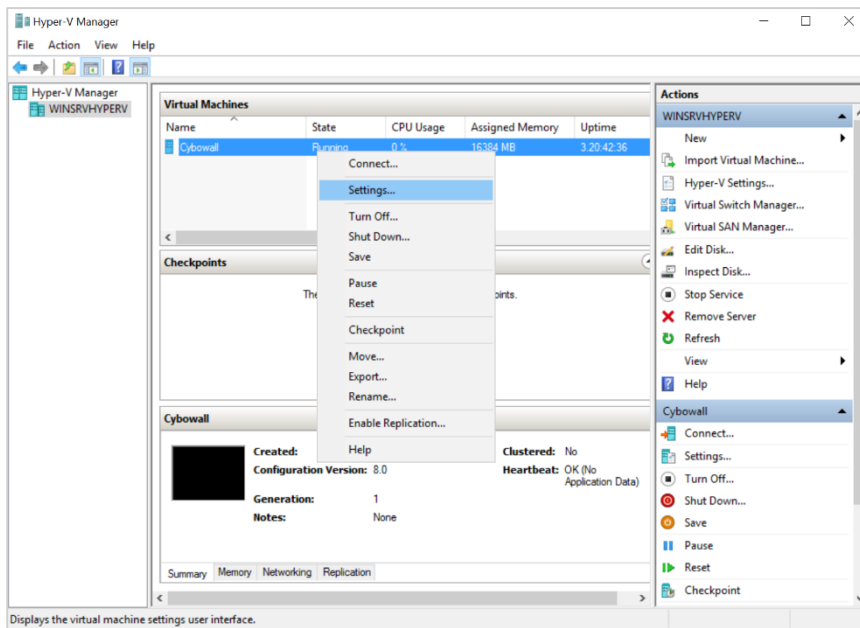 Hyper-V Manager
File Action View Help
Hyper-V Manager
WINSRVHYPERV
Virtual Machines
Name State CPU Usage Assigned Memory Uptime
Cybowall Running 0 % 16384 MB 3.20:42:36
Connect...
Settings...
Turn Off...
Shut Down...
Save
Pause
Reset
Checkpoint
Move...
Export...
Rename...
Enable Replication...
Help
Checkpoints
The
oints.
Cybowall
Created:
Configuration Version: 8.0
Generation: 1
Notes: None
Clustered: No
Heartbeat: OK (No
Application Data)
Summary Memory Networking Replication
Actions
WINSRVHYPERV
New
Import Virtual Machine...
Hyper-V Settings...
Virtual Switch Manager...
Virtual SAN Manager...
Edit Disk...
Inspect Disk...
Stop Service
Remove Server
Refresh
View
Help
Cybowall
Connect...
Settings...
Turn Off...
Shut Down...
Save
Pause
Reset
Checkpoint
Displays the virtual machine settings user interface.